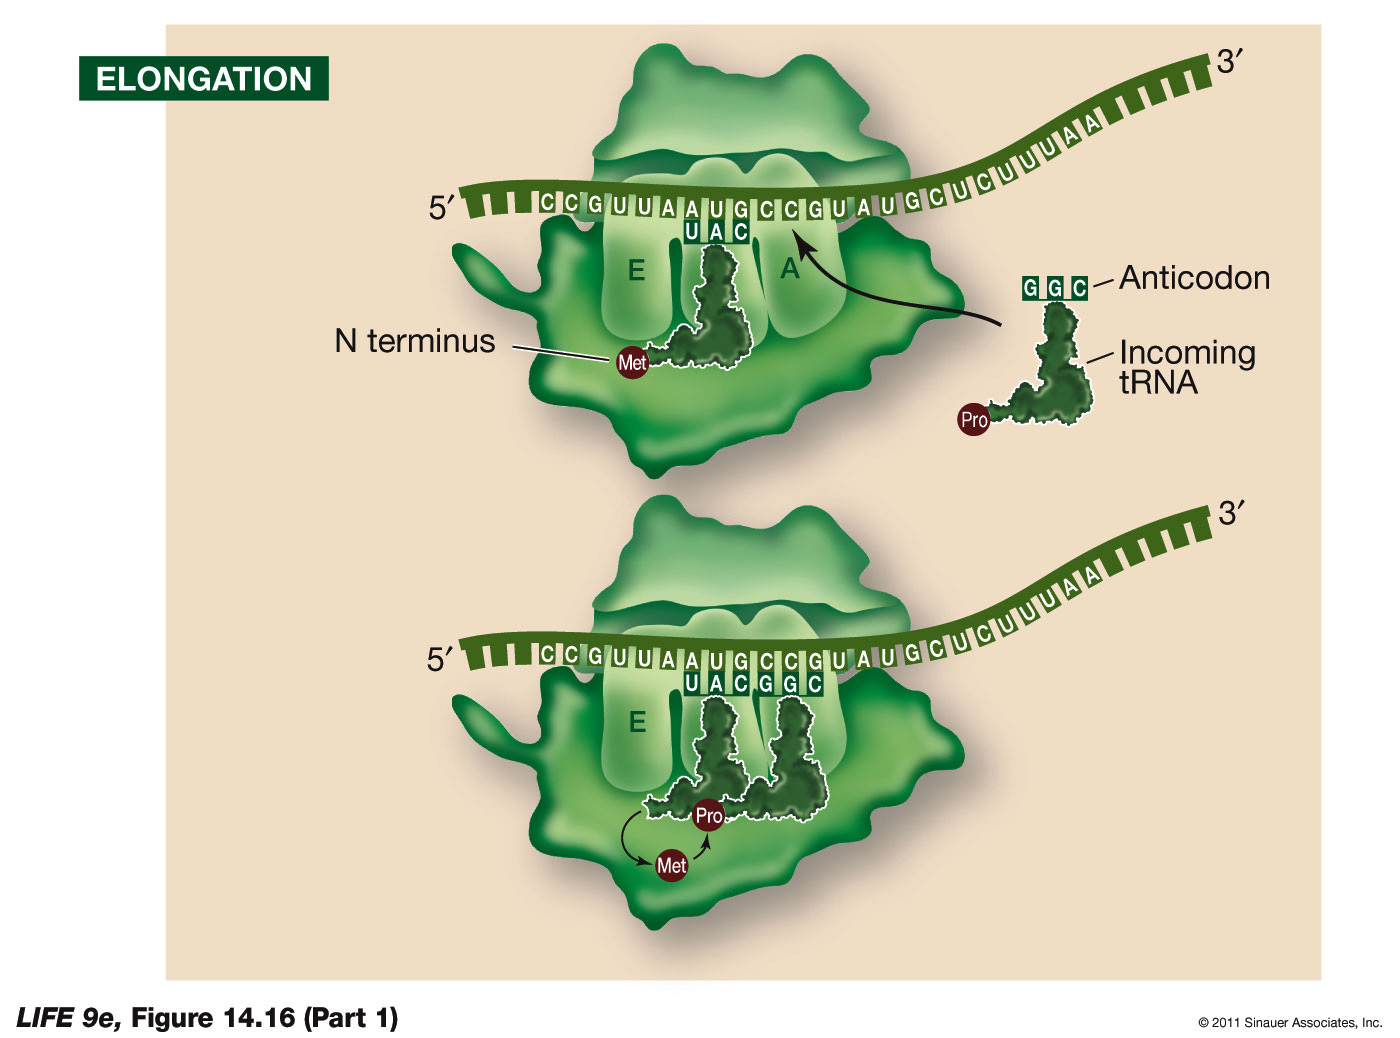 ELONGATION
3′
5′
CCGUUAAUGCCGUAUGCUCUUUAA
UAC
E
A
GGC
Anticodon
N terminus
Met
Incoming
tRNA
Pro
3′
5′
CCGUUAAUGCCGUAUGCUCUUUAA
UACGGC
E
Pro
Met
LIFE 9e, Figure 14.16 (Part 1)
© 2011 Sinauer Associates, Inc.